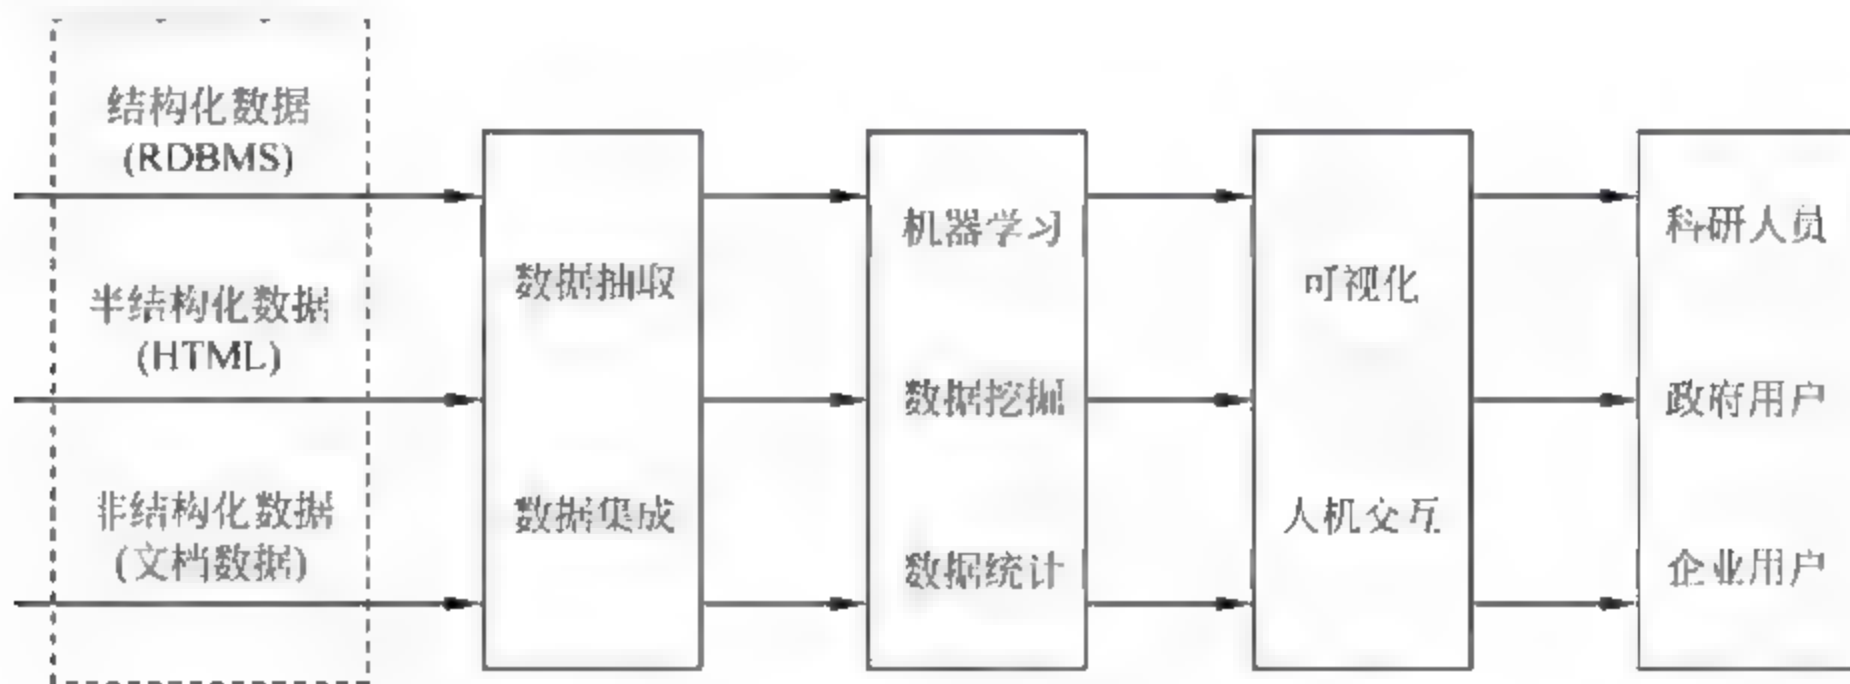 结构化数据
(RDBMS)
半结构化数据
(HTML)
非结构化数据
(文档数据)
数据抽取
数据集成
机器学习
数据挖掘
数据统计
可视化
人机交互
科研人员
政府用户
企业用户